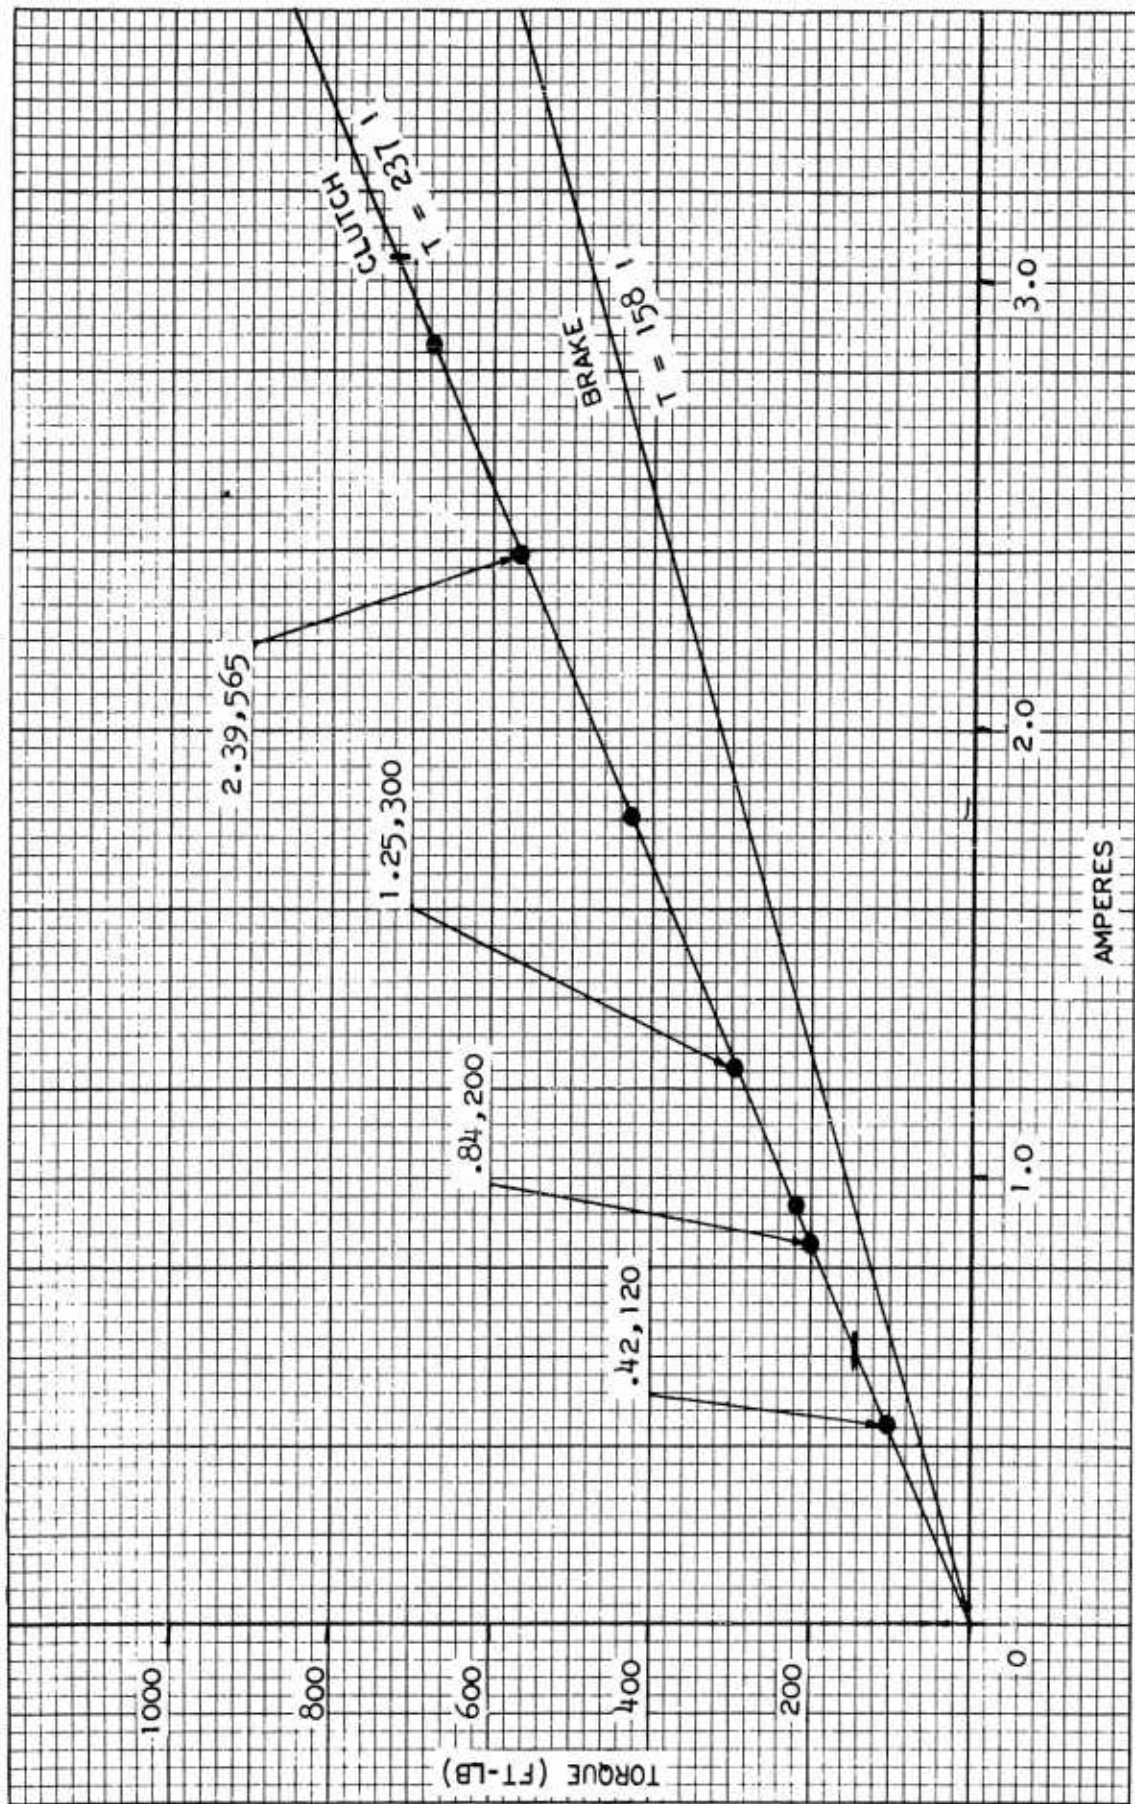 TORQUE (FT-LB)
1000
800
600
400
200
0
1.0
2.0
3.0
AMPERES
.42,120
.84,200
1.25,300
2.39,565
CLUTCH
T = 237 I
BRAKE
T = 158 I